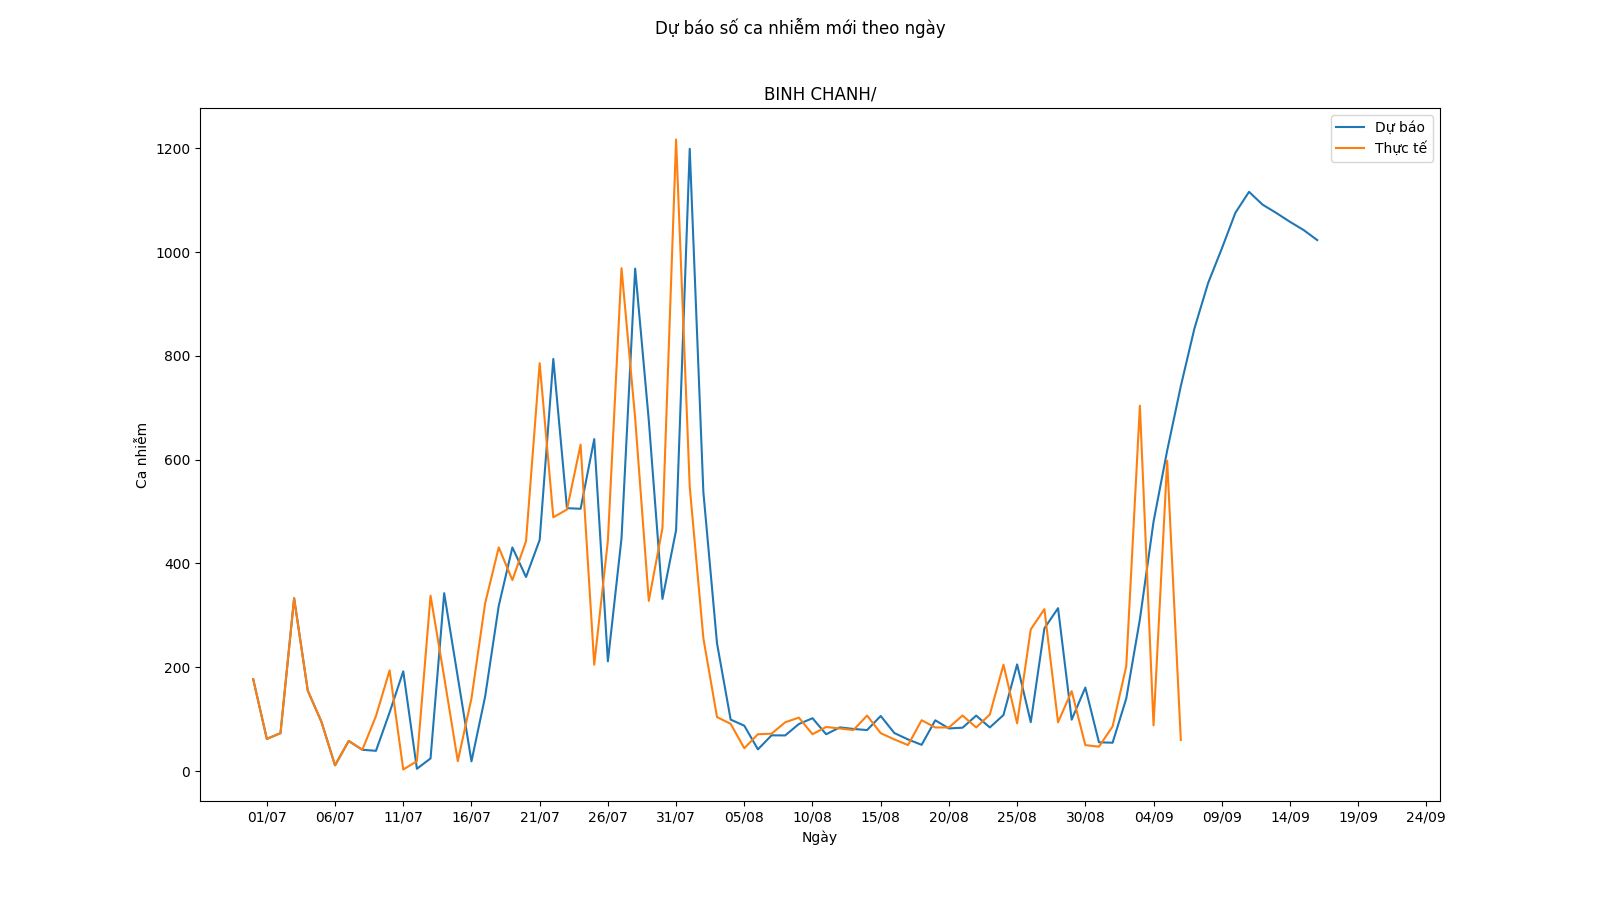 Dự báo số ca nhiễm mới theo ngày
BINH CHANH/
Dự báo
Thực tế
1200
1000
800
600
400
200
0
Ca nhiễm
01/07 06/07 11/07 16/07 21/07 26/07 31/07 05/08 10/08 15/08 20/08 25/08 30/08 04/09 09/09 14/09 19/09 24/09
Ngày